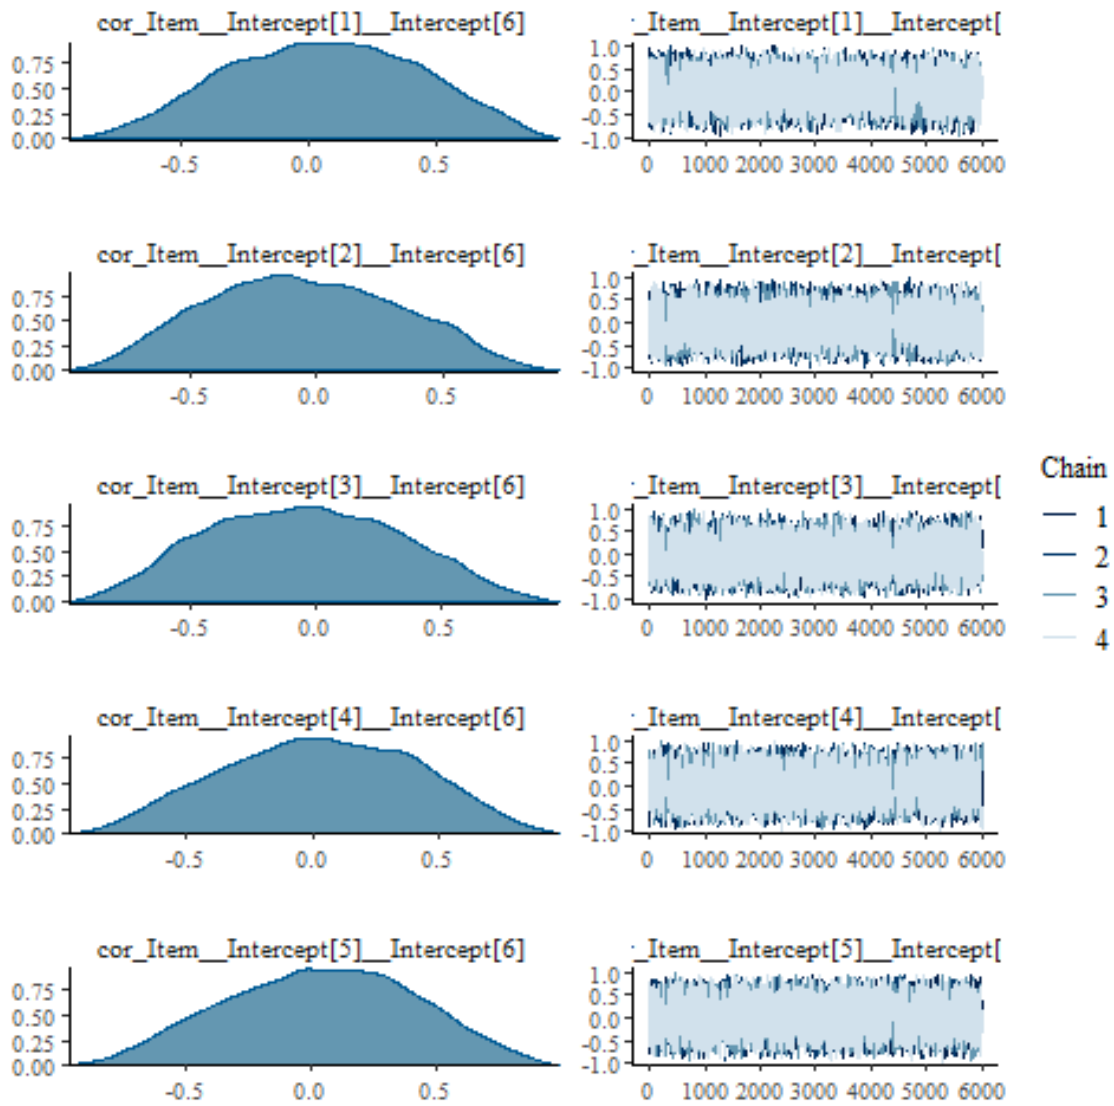 cor_Item__Intercept[1]__Intercept[6]
0.75
0.50
0.25
0.00
-0.5 0.0 0.5
_Item__Intercept[1]__Intercept[
1.0
0.5
0.0
-0.5
-1.0
0 1000 2000 3000 4000 5000 6000
cor_Item__Intercept[2]__Intercept[6]
0.75
0.50
0.25
0.00
-0.5 0.0 0.5
_Item__Intercept[2]__Intercept[
1.0
0.5
0.0
-0.5
-1.0
0 1000 2000 3000 4000 5000 6000
cor_Item__Intercept[3]__Intercept[6]
0.75
0.50
0.25
0.00
-0.5 0.0 0.5
_Item__Intercept[3]__Intercept[
1.0
0.5
0.0
-0.5
-1.0
0 1000 2000 3000 4000 5000 6000
cor_Item__Intercept[4]__Intercept[6]
0.75
0.50
0.25
0.00
-0.5 0.0 0.5
_Item__Intercept[4]__Intercept[
1.0
0.5
0.0
-0.5
-1.0
0 1000 2000 3000 4000 5000 6000
cor_Item__Intercept[5]__Intercept[6]
0.75
0.50
0.25
0.00
-0.5 0.0 0.5
_Item__Intercept[5]__Intercept[
1.0
0.5
0.0
-0.5
-1.0
0 1000 2000 3000 4000 5000 6000
Chain
1
2
3
4